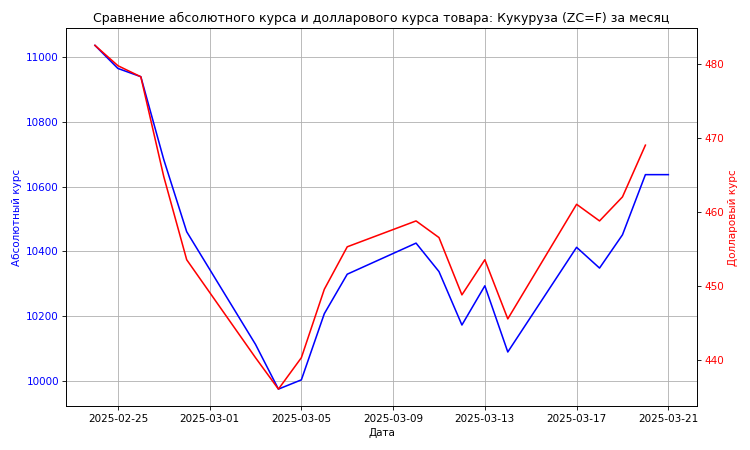 Сравнение абсолютного курса и долларового курса товара: Кукуруза (ZC=F) за месяц
11000
10800
10600
10400
10200
10000
Абсолютный курс
480
470
460
450
440
Долларовый курс
2025-02-25 2025-03-01 2025-03-05 2025-03-09 2025-03-13 2025-03-17 2025-03-21
Дата